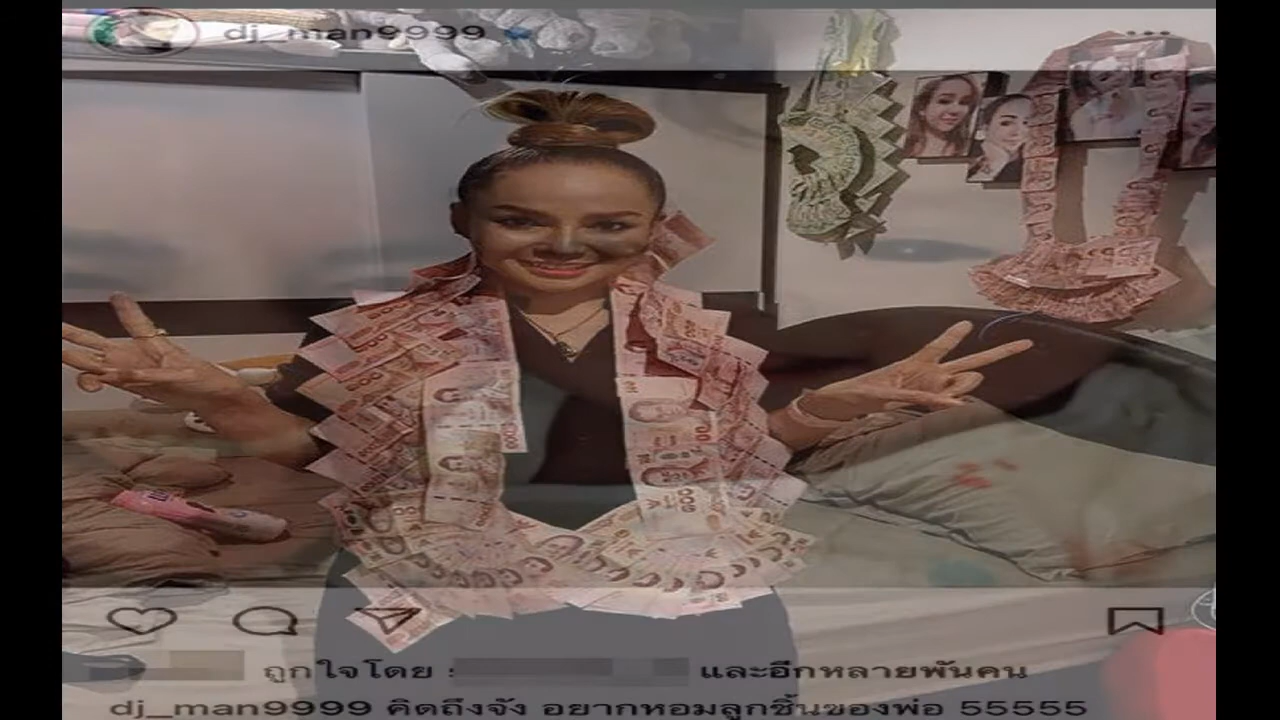 dj_man9999
ถูกใจโดย
และอีกหลายพันคน
dj_man9999 คิดถึงจัง อยากหอมลูกชิ้นของพ่อ 55555